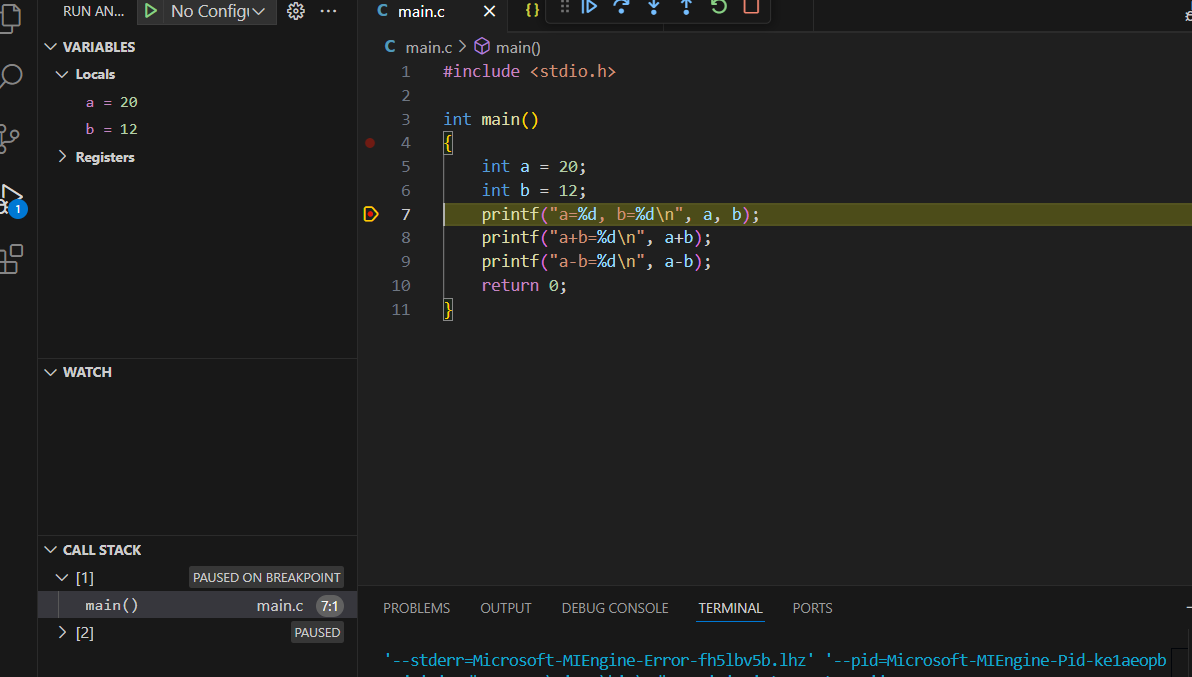 RUN AN... No Configu
VARIABLES
Locals
a = 20
b = 12
Registers
1
WATCH
CALL STACK
[1] PAUSED ON BREAKPOINT
main() main.c 7:1
[2] PAUSED
C main.c {}
C main.c > main()
1 #include <stdio.h>
2
3 int main()
4 {
5 int a = 20;
6 int b = 12;
7 printf("a=%d, b=%d\n", a, b);
8 printf("a+b=%d\n", a+b);
9 printf("a-b=%d\n", a-b);
10 return 0;
11 }
PROBLEMS OUTPUT DEBUG CONSOLE TERMINAL PORTS
'--stderr=Microsoft-MIEngine-Error-fh5lbv5b.lhz' '--pid=Microsoft-MIEngine-Pid-ke1aeopb